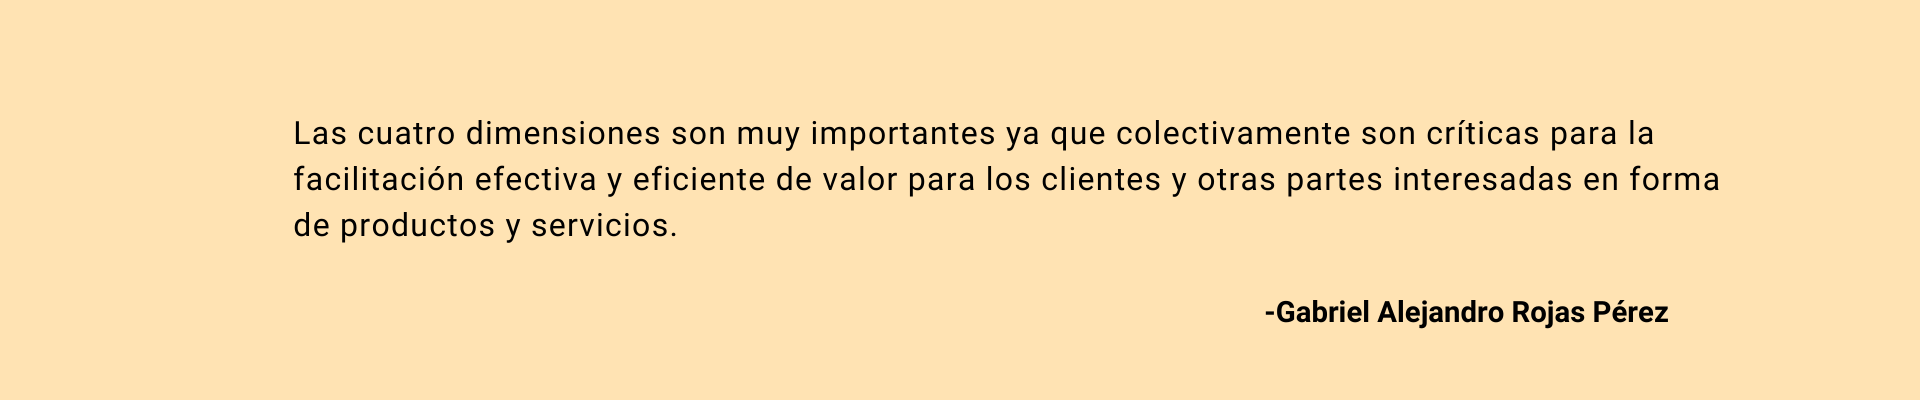 Las cuatro dimensiones son muy importantes ya que colectivamente son críticas para la
facilitación efectiva y eficiente de valor para los clientes y otras partes interesadas en forma
de productos y servicios.
-Gabriel Alejandro Rojas Pérez